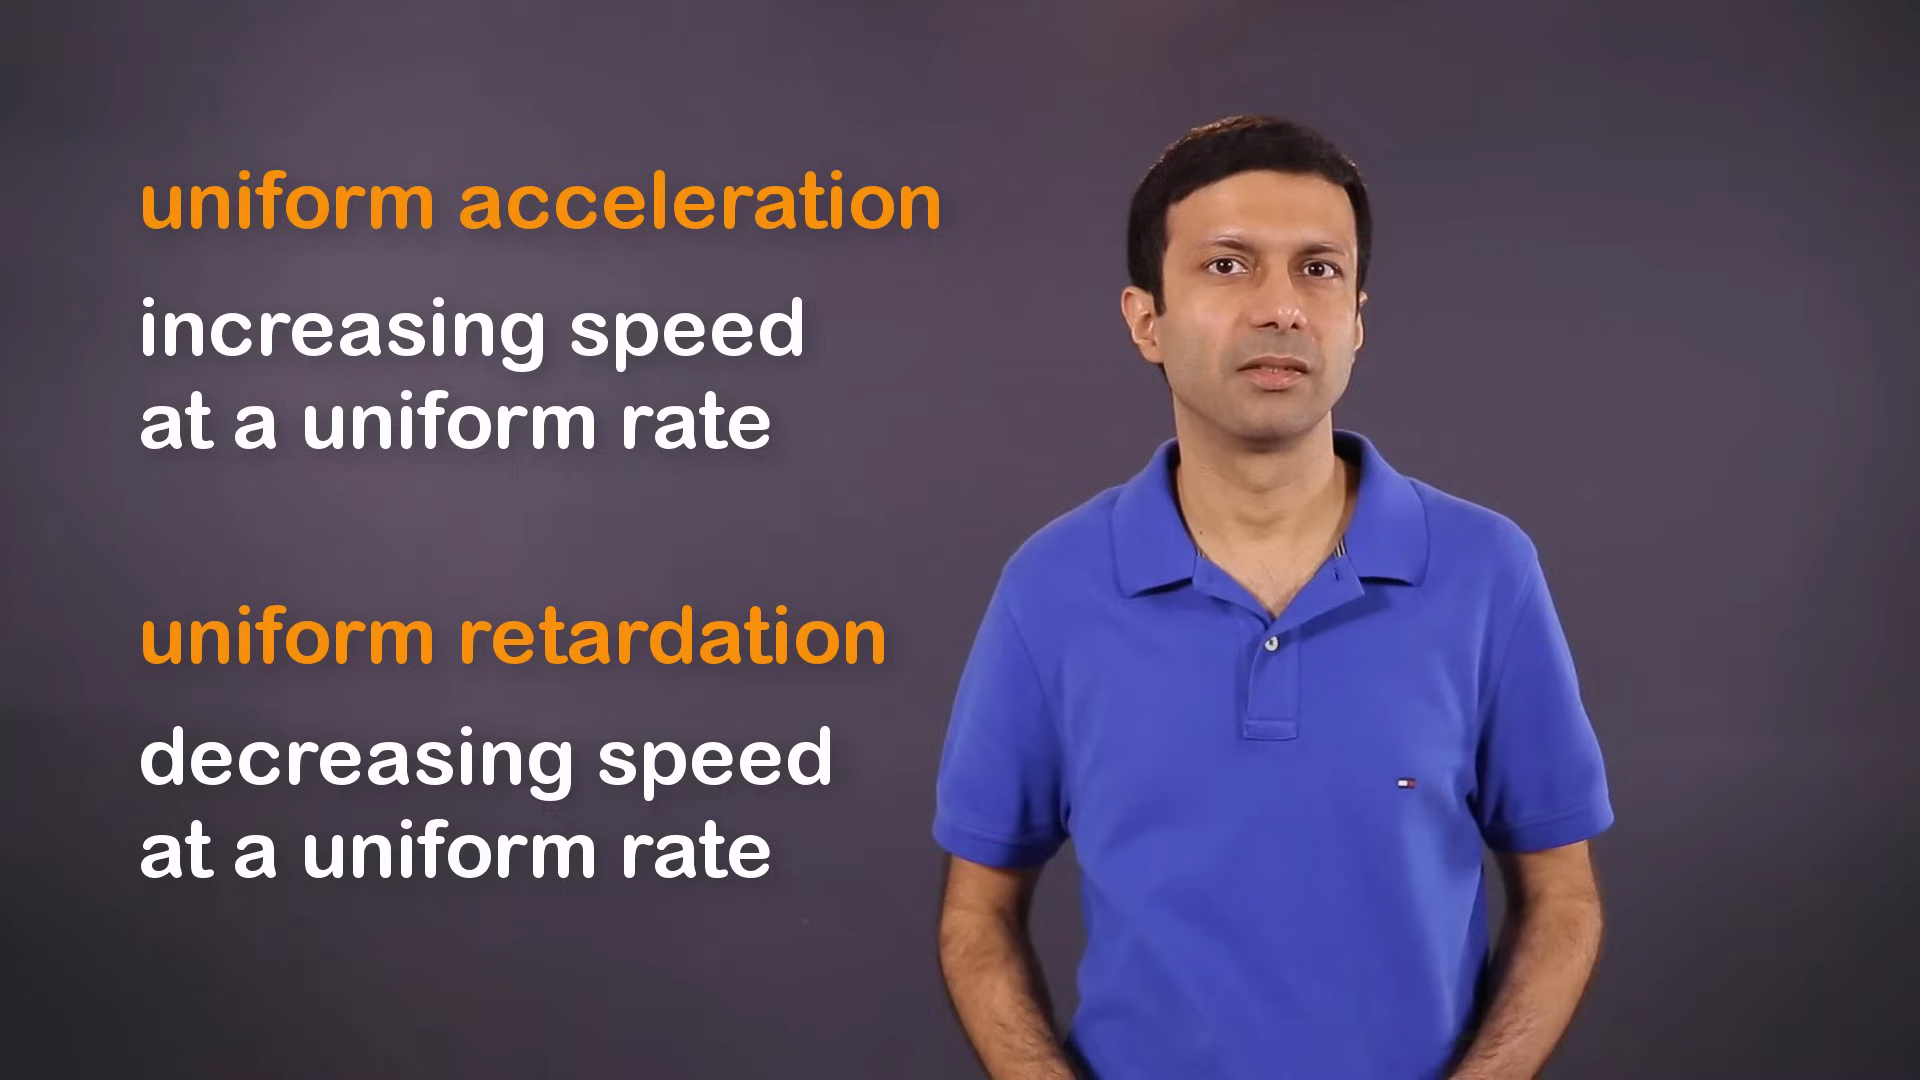 uniform acceleration
increasing speed
at a uniform rate
uniform retardation
decreasing speed
at a uniform rate